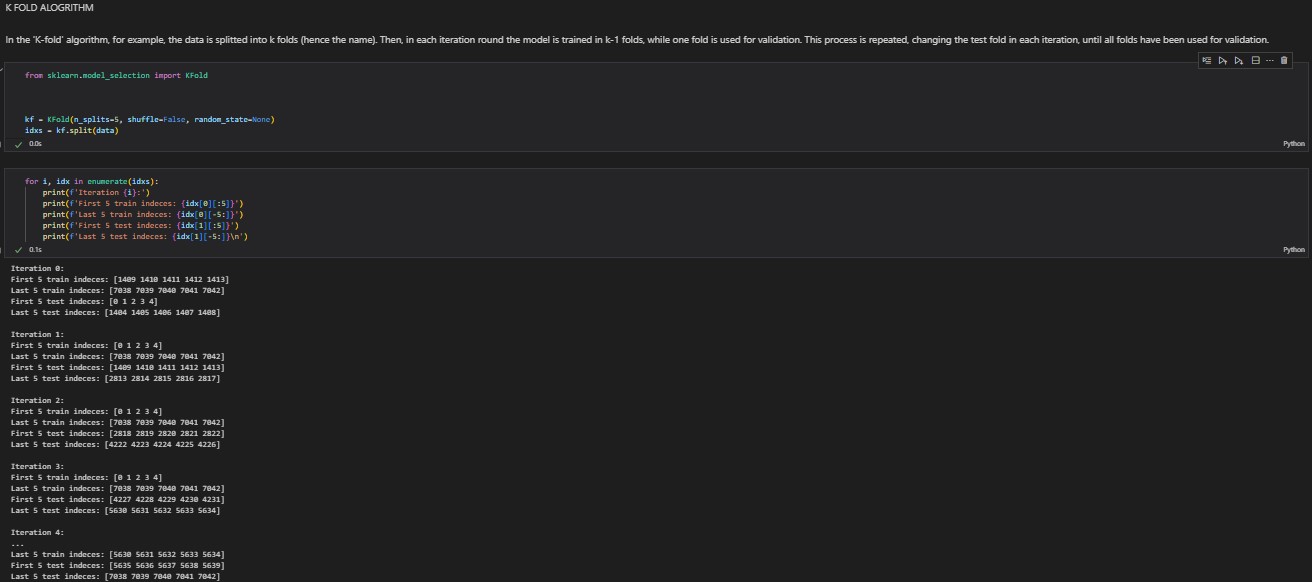 K FOLD ALOGRITHM
In the 'K-fold' algorithm, for example, the data is splitted into k folds (hence the name). Then, in each iteration round the model is trained in k-1 folds, while one fold is used for validation. This process is repeated, changing the test fold in each iteration, until all folds have been used for validation.
from sklearn.model_selection import KFold
kf = KFold(n_splits=5, shuffle=False, random_state=None)
idxs = kf.split(data)
0.0s
Python
for i, idx in enumerate(idxs):
print(f'Iteration {i}:')
print(f'First 5 train indeces: {idx[0][:5]}')
print(f'Last 5 train indeces: {idx[0][-5:]}')
print(f'First 5 test indeces: {idx[1][:5]}')
print(f'Last 5 test indeces: {idx[1][-5:]}\n')
0.1s
Python
Iteration 0:
First 5 train indeces: [1409 1410 1411 1412 1413]
Last 5 train indeces: [7038 7039 7040 7041 7042]
First 5 test indeces: [0 1 2 3 4]
Last 5 test indeces: [1404 1405 1406 1407 1408]
Iteration 1:
First 5 train indeces: [0 1 2 3 4]
Last 5 train indeces: [7038 7039 7040 7041 7042]
First 5 test indeces: [1409 1410 1411 1412 1413]
Last 5 test indeces: [2813 2814 2815 2816 2817]
Iteration 2:
First 5 train indeces: [0 1 2 3 4]
Last 5 train indeces: [7038 7039 7040 7041 7042]
First 5 test indeces: [2818 2819 2820 2821 2822]
Last 5 test indeces: [4222 4223 4224 4225 4226]
Iteration 3:
First 5 train indeces: [0 1 2 3 4]
Last 5 train indeces: [7038 7039 7040 7041 7042]
First 5 test indeces: [4227 4228 4229 4230 4231]
Last 5 test indeces: [5630 5631 5632 5633 5634]
Iteration 4:
...
Last 5 train indeces: [5630 5631 5632 5633 5634]
First 5 test indeces: [5635 5636 5637 5638 5639]
Last 5 test indeces: [7038 7039 7040 7041 7042]